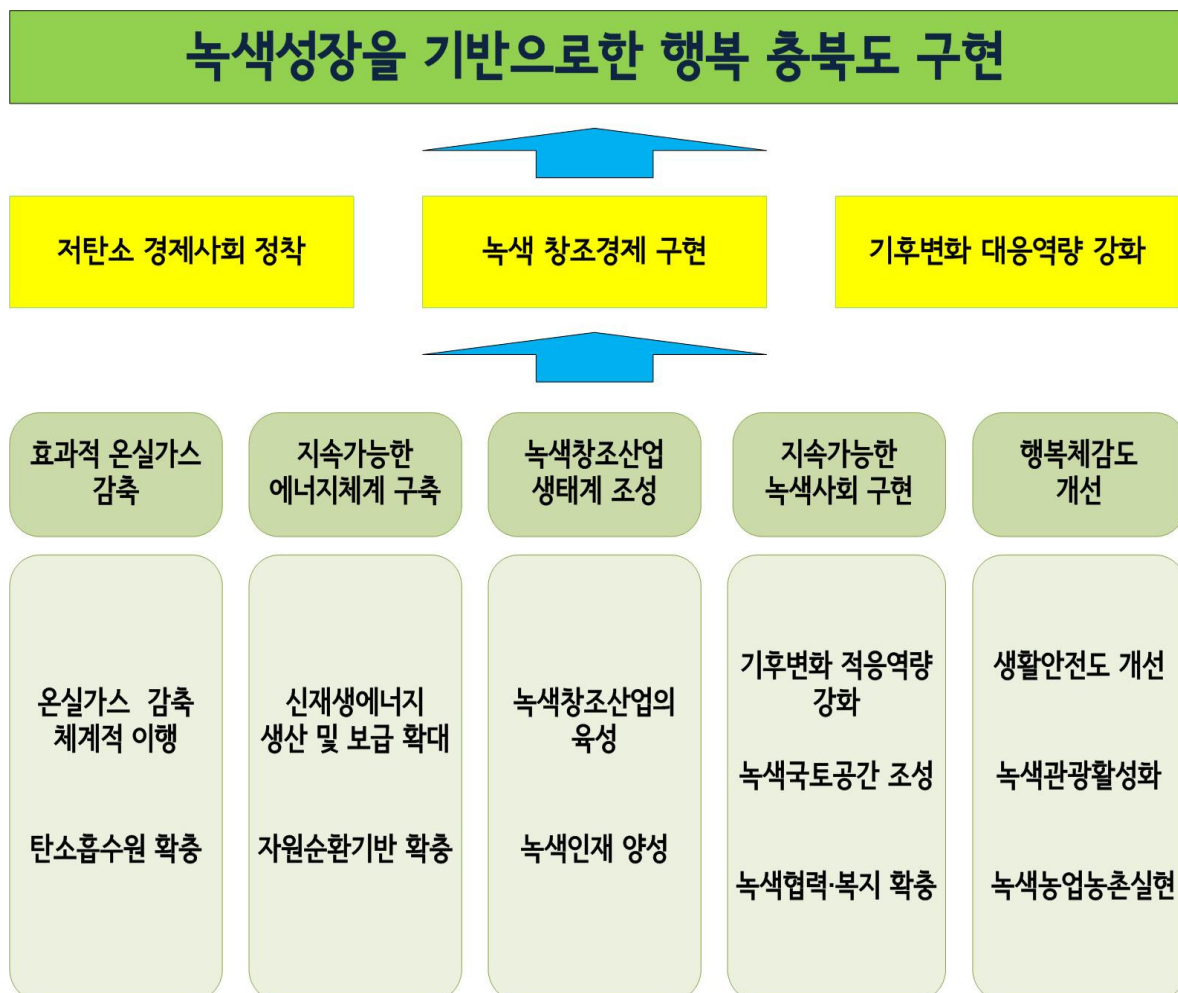 녹색성장을 기반으로한 행복 충북도 구현
저탄소 경제사회 정착
녹색 창조경제 구현
기후변화 대응역량 강화
효과적 온실가스
감축
지속가능한
에너지체계 구축
녹색창조산업
생태계 조성
지속가능한
녹색사회 구현
행복체감도
개선
온실가스 감축
체계적 이행
탄소흡수원 확충
신재생에너지
생산 및 보급 확대
자원순환기반 확충
녹색창조산업의
육성
녹색인재 양성
기후변화 적응역량
강화
녹색국토공간 조성
녹색협력·복지 확충
생활안전도 개선
녹색관광활성화
녹색농업농촌실현